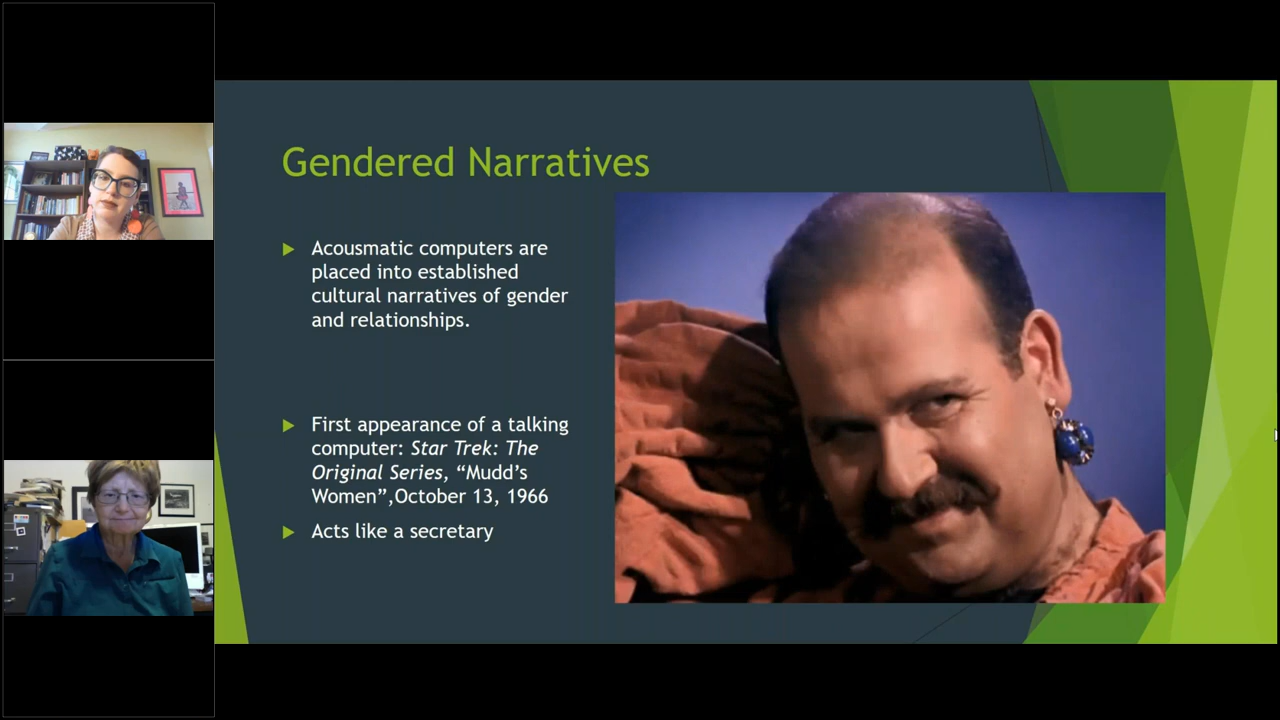 Gendered Narratives
Acousmatic computers are
placed into established
cultural narratives of gender
and relationships.
First appearance of a talking
computer: Star Trek: The
Original Series, “Mudd’s
Women”,October 13, 1966
Acts like a secretary